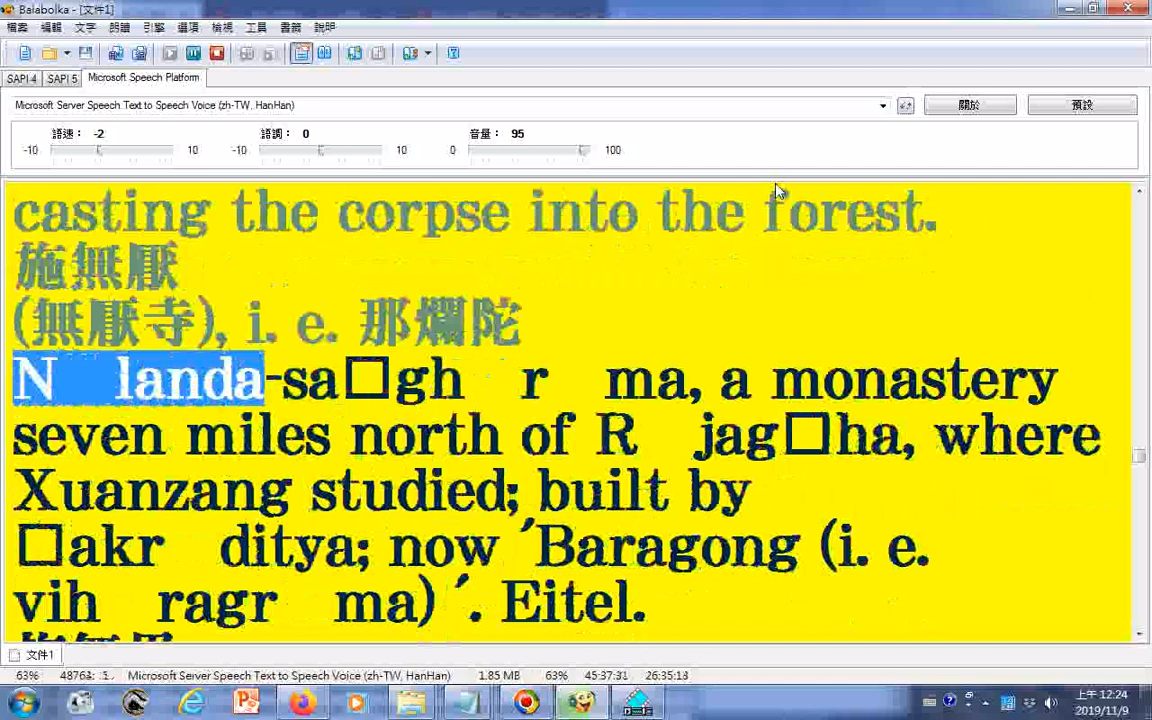 Balabolka - [文件1]
檔案 編輯 文字 朗讀 引擎 選項 檢視 工具 書籤 說明
SAPI 4 SAPI 5 Microsoft Speech Platform
Microsoft Server Speech Text to Speech Voice (zh-TW, HanHan) 關於 預設
語速： -2 語調： 0 音量： 95
-10 10 -10 10 0 100
casting the corpse into the forest.
施無厭
(無厭寺), i. e. 那爛陀
N landa-sa□gh r ma, a monastery
seven miles north of R jag□ha, where
Xuanzang studied; built by
□akr ditya; now ′Baragong (i. e.
vih ragr ma) ′. Eitel.
施無厭
文件1
63% Microsoft Server Speech Text to Speech Voice (zh-TW, HanHan) 1.85 MB 63% 45:37:31 26:35:13
上午 12:24
2019/11/9